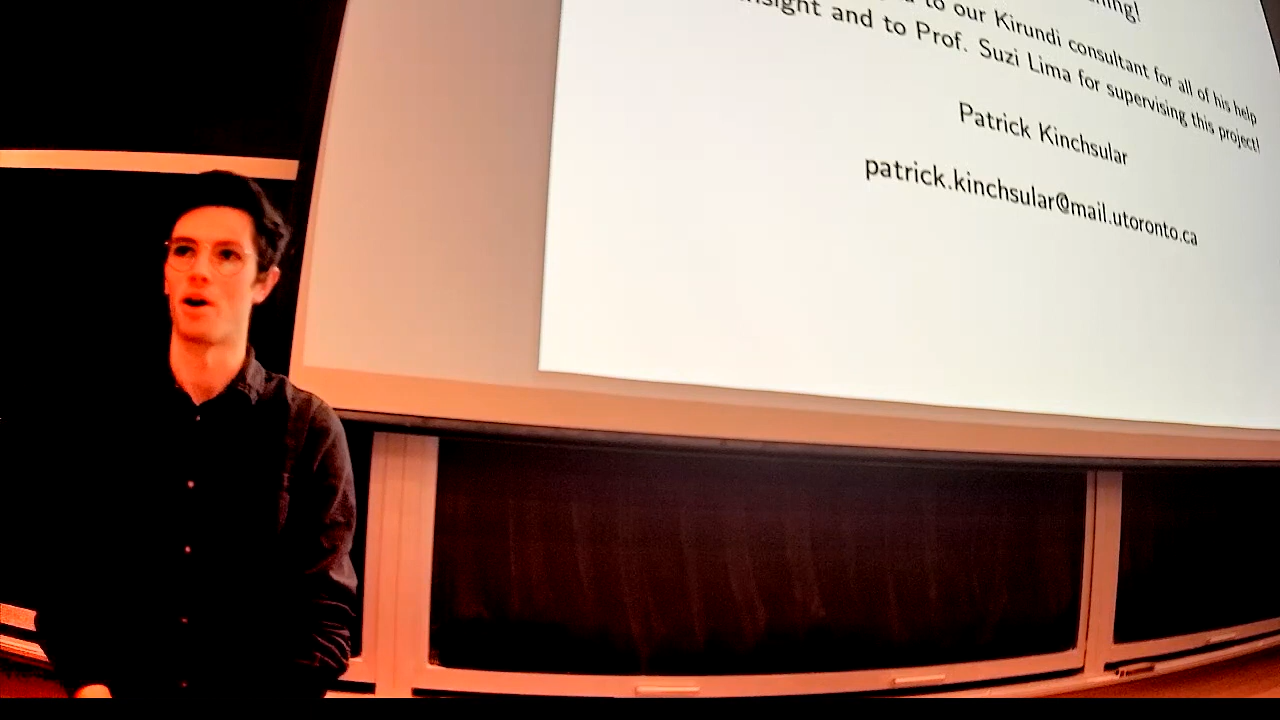 to our Kirundi consultant for all of his help
insight and to Prof. Suzi Lima for supervising this project!
Patrick Kinchsular
patrick.kinchsular@mail.utoronto.ca